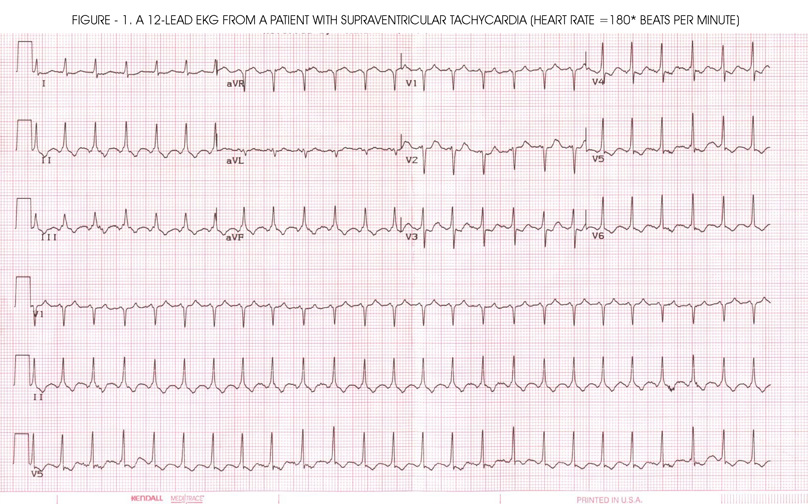 FIGURE - 1. A 12-LEAD EKG FROM A PATIENT WITH SUPRAVENTRICULAR TACHYCARDIA (HEART RATE =180* BEATS PER MINUTE)
I aVR V1 V4
II aVL V2 V5
III aVF V3 V6
V1
II
V5
KENDALL MEDITRACE PRINTED IN U.S.A.